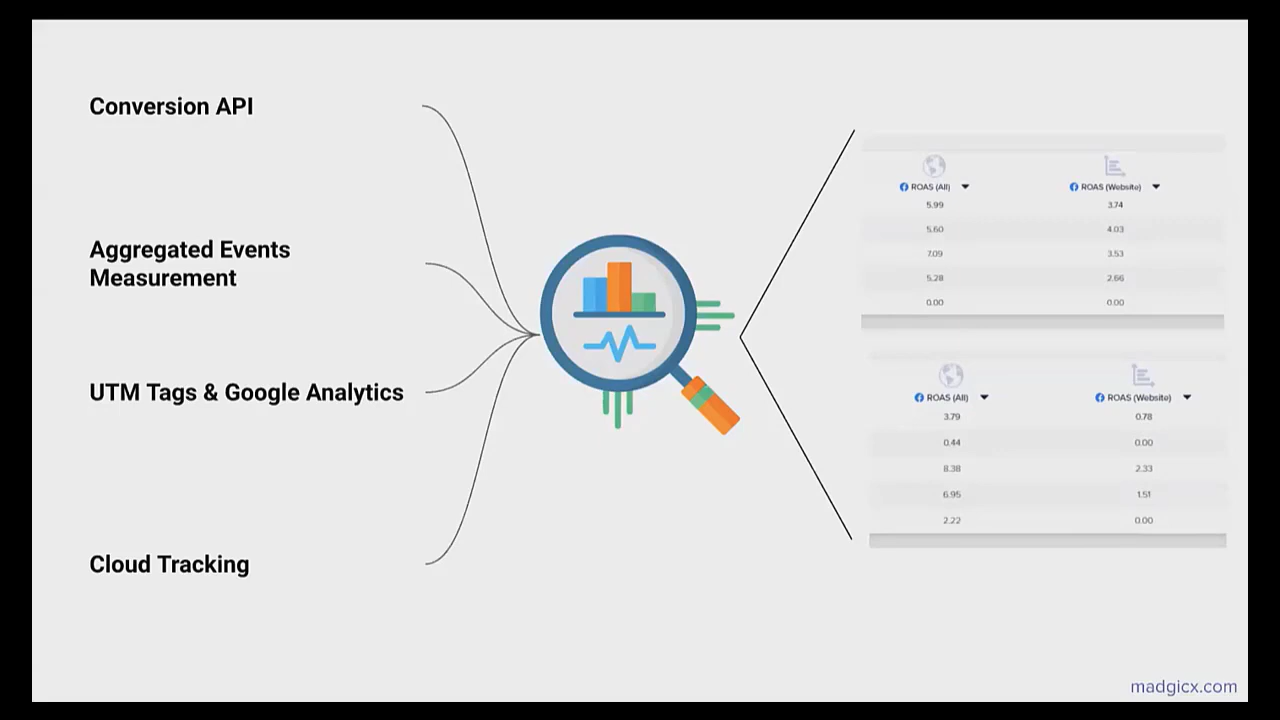 Conversion API
Aggregated Events
Measurement
UTM Tags & Google Analytics
Cloud Tracking
ROAS (All) ROAS (Website)
5.99 3.74
5.60 4.03
7.09 3.53
5.28 2.66
0.00 0.00
ROAS (All) ROAS (Website)
3.79 0.78
0.44 0.00
8.38 2.33
6.95 1.51
2.22 0.00
madgicx.com